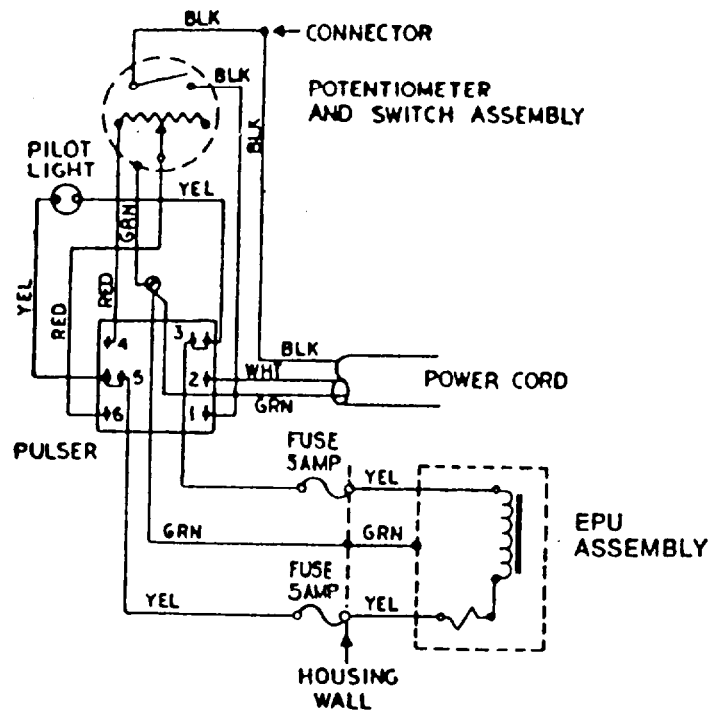 BLK
CONNECTOR
BLK
POTENTIOMETER
AND SWITCH ASSEMBLY
BLK
PILOT
LIGHT
YEL
GRN
YEL
RED
RED
4
3
5
2
6
1
BLK
WHT
GRN
POWER CORD
PULSER
FUSE
5AMP
YEL
GRN
GRN
EPU
ASSEMBLY
FUSE
5AMP
YEL
YEL
HOUSING
WALL